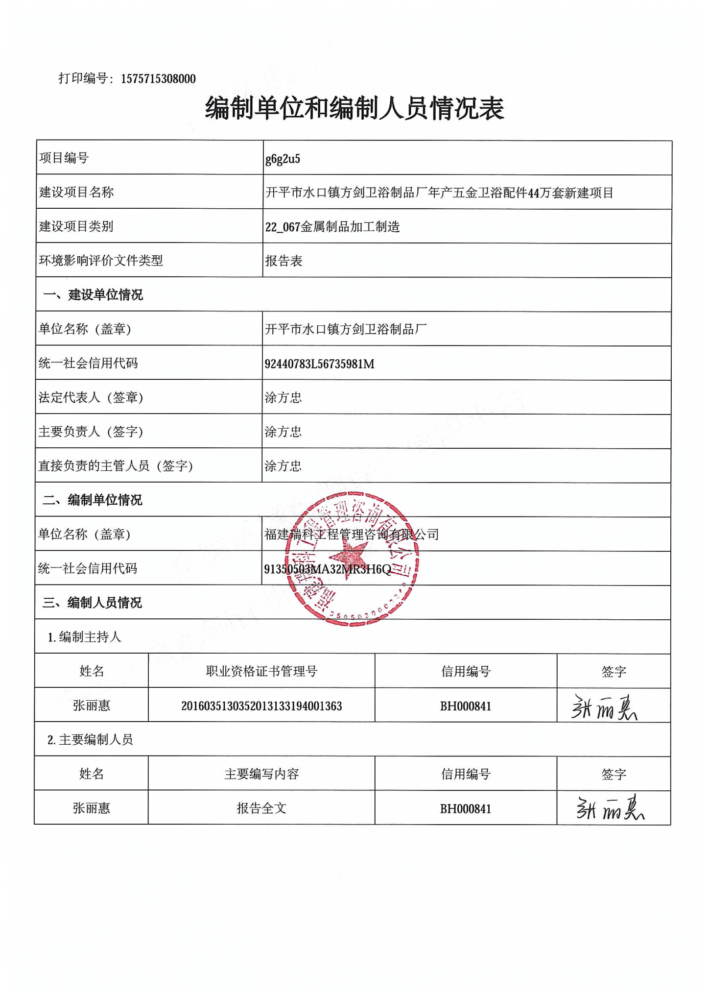 打印编号：1575715308000
编制单位和编制人员情况表
项目编号 g6g2u5
建设项目名称 开平市水口镇方剑卫浴制品厂年产五金卫浴配件44万套新建项目
建设项目类别 22_067金属制品加工制造
环境影响评价文件类型 报告表
一、建设单位情况
单位名称（盖章） 开平市水口镇方剑卫浴制品厂
统一社会信用代码 92440783L56735981M
法定代表人（签章） 涂方忠
主要负责人（签字） 涂方忠
直接负责的主管人员（签字） 涂方忠
二、编制单位情况
单位名称（盖章） 福建瑞科工程管理咨询有限公司
统一社会信用代码 91350503MA32MR3H6Q
福建瑞科工程管理咨询有限公司
三、编制人员情况
1. 编制主持人
姓名 职业资格证书管理号 信用编号 签字
张丽惠 2016035130352013133194001363 BH000841 张丽惠
2. 主要编制人员
姓名 主要编写内容 信用编号 签字
张丽惠 报告全文 BH000841 张丽惠